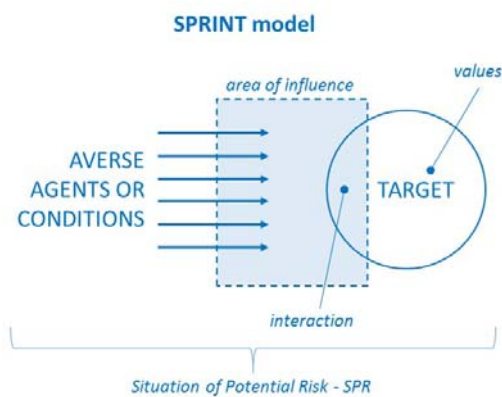 SPRINT model
area of influence
values
AVERSE
AGENTS OR
CONDITIONS
TARGET
interaction
Situation of Potential Risk - SPR